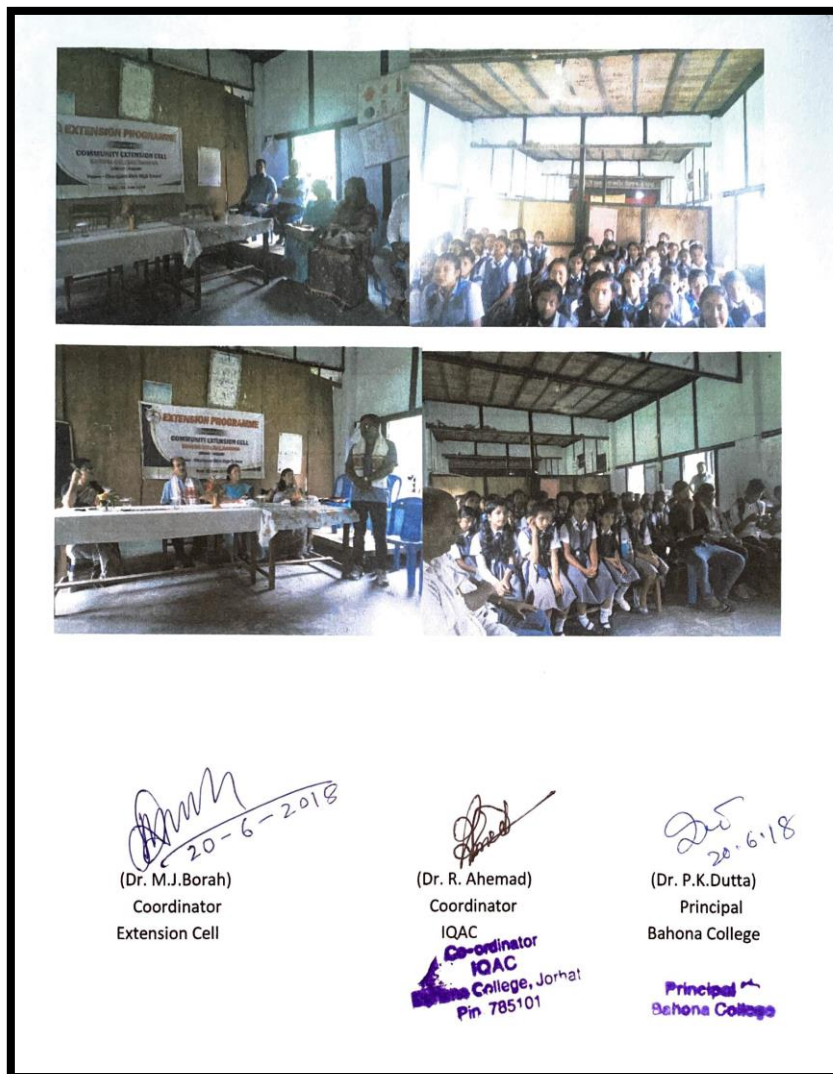 EXTENSION PROGRAMME
COMMUNITY EXTENSION CELL
EXTENSION PROGRAMME
COMMUNITY EXTENSION CELL
20-6-2018
20.6.18
(Dr. M.J.Borah)
Coordinator
Extension Cell
(Dr. R. Ahemad)
Coordinator
IQAC
Co-ordinator
IQAC
College, Jorhat
Pin 785101
(Dr. P.K.Dutta)
Principal
Bahona College
Principal
Bahona College